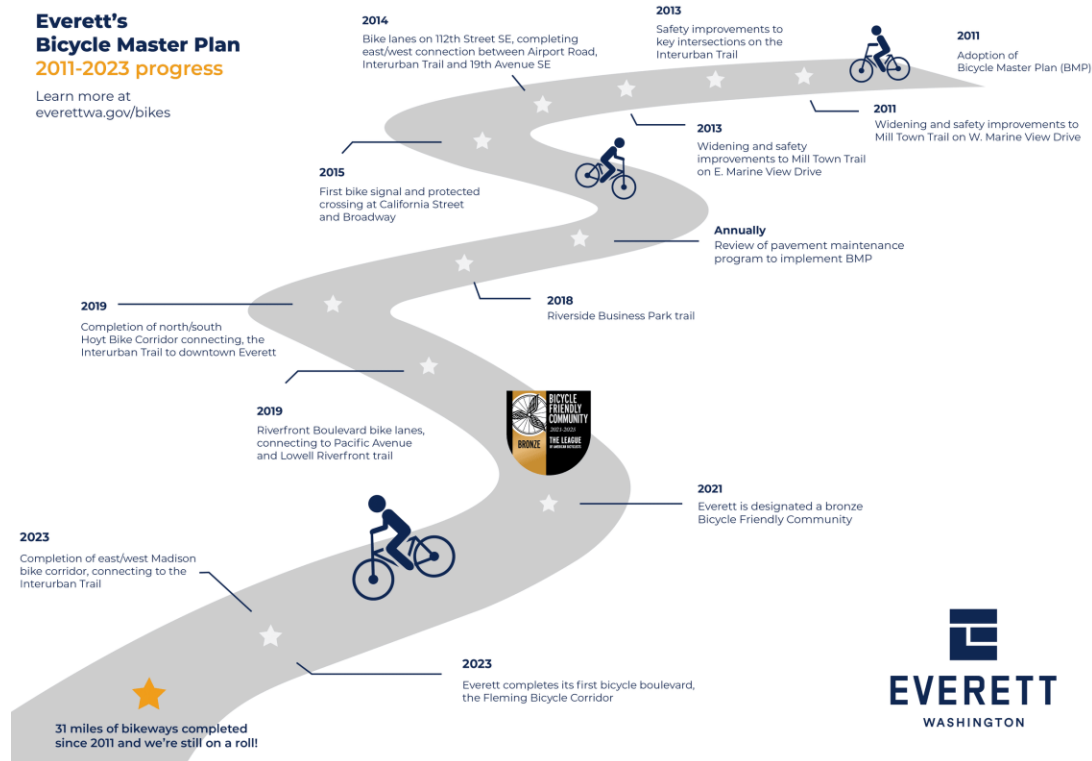 Everett's
Bicycle Master Plan
2011-2023 progress
Learn more at
everettwa.gov/bikes
2011
Adoption of
Bicycle Master Plan (BMP)
2011
Widening and safety improvements to
Mill Town Trail on W. Marine View Drive
2013
Safety improvements to
key intersections on the
Interurban Trail
2013
Widening and safety
improvements to Mill Town Trail
on E. Marine View Drive
2014
Bike lanes on 112th Street SE, completing
east/west connection between Airport Road,
Interurban Trail and 19th Avenue SE
2015
First bike signal and protected
crossing at California Street
and Broadway
Annually
Review of pavement maintenance
program to implement BMP
2018
Riverside Business Park trail
2019
Completion of north/south
Hoyt Bike Corridor connecting, the
Interurban Trail to downtown Everett
2019
Riverfront Boulevard bike lanes,
connecting to Pacific Avenue
and Lowell Riverfront trail
BICYCLE
FRIENDLY
COMMUNITY
2021-2025
BRONZE
THE LEAGUE
OF AMERICAN BICYCLISTS
2021
Everett is designated a bronze
Bicycle Friendly Community
2023
Completion of east/west Madison
bike corridor, connecting to the
Interurban Trail
2023
Everett completes its first bicycle boulevard,
the Fleming Bicycle Corridor
31 miles of bikeways completed
since 2011 and we're still on a roll!
EVERETT
WASHINGTON